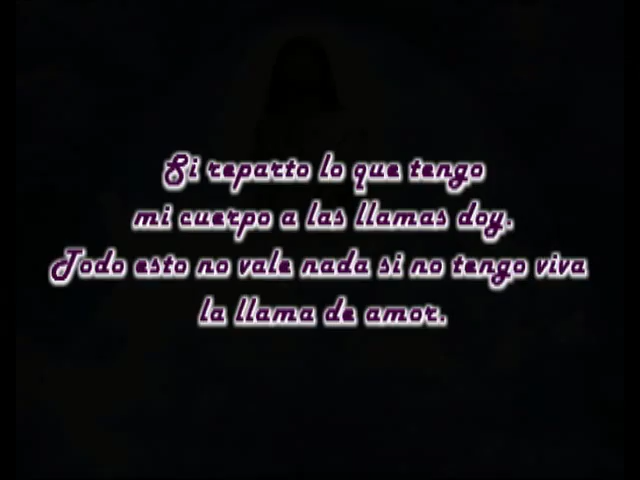 Si reparto lo que tengo
mi cuerpo a las llamas doy.
Todo esto no vale nada si no tengo viva
la llama de amor.